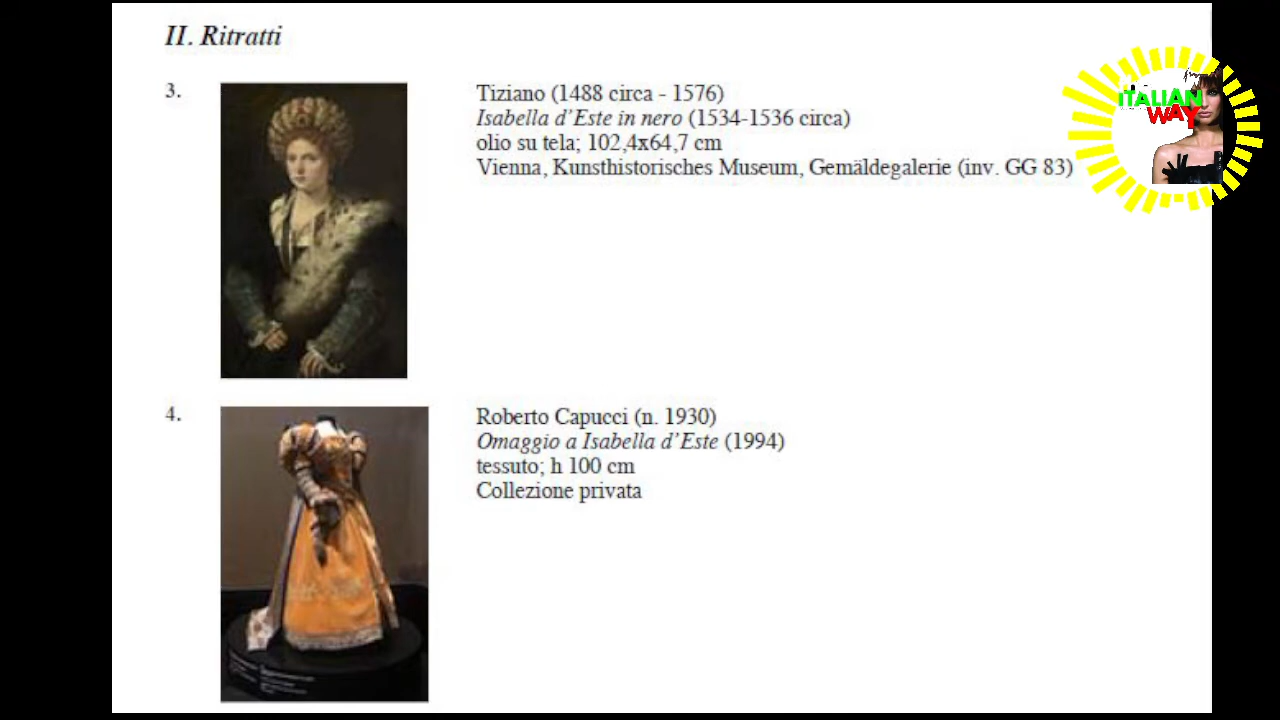 II. Ritratti
3.
Tiziano (1488 circa - 1576)
Isabella d'Este in nero (1534-1536 circa)
olio su tela; 102,4x64,7 cm
Vienna, Kunsthistorisches Museum, Gemäldegalerie (inv. GG 83)
ITALIAN
WAY
4.
Roberto Capucci (n. 1930)
Omaggio a Isabella d'Este (1994)
tessuto; h 100 cm
Collezione privata